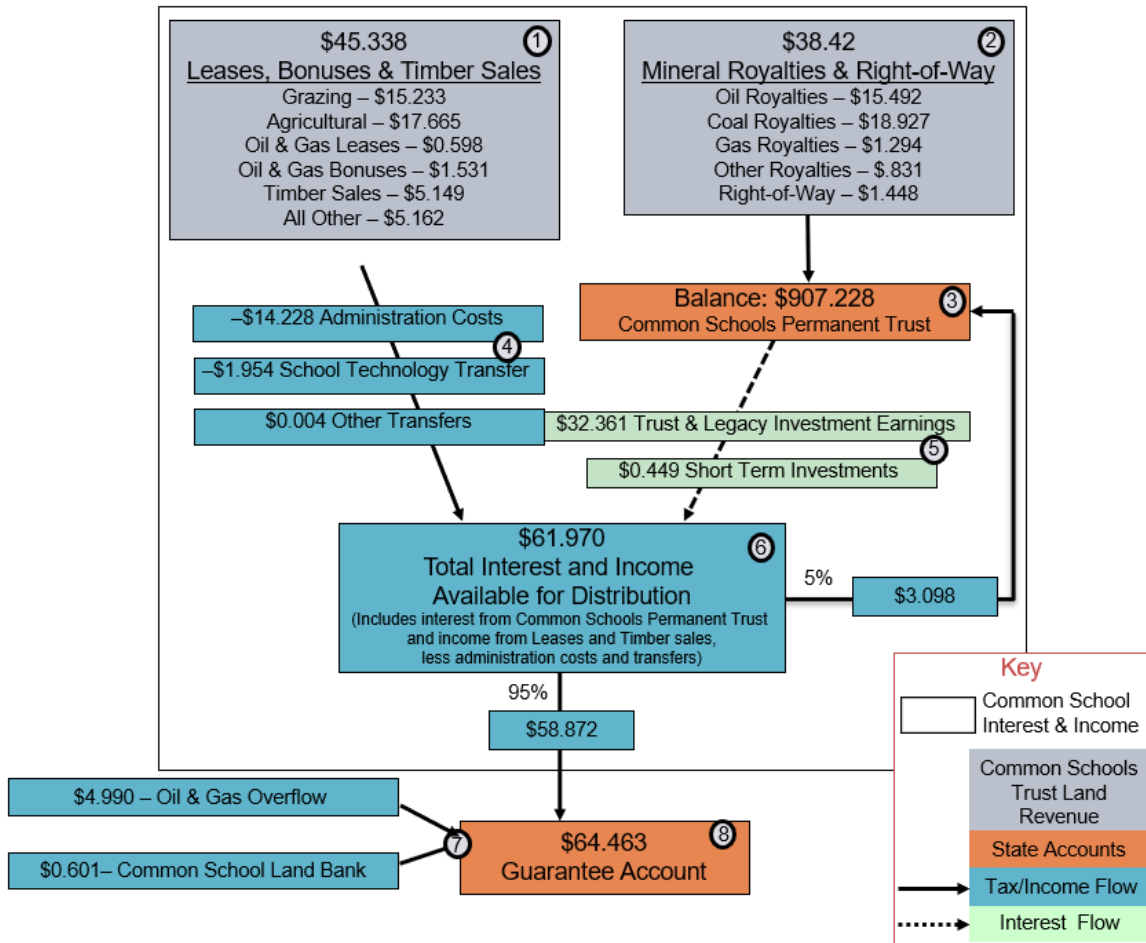 $45.338
1
Leases, Bonuses & Timber Sales
Grazing – $15.233
Agricultural – $17.665
Oil & Gas Leases – $0.598
Oil & Gas Bonuses – $1.531
Timber Sales – $5.149
All Other – $5.162
$38.42
2
Mineral Royalties & Right-of-Way
Oil Royalties – $15.492
Coal Royalties – $18.927
Gas Royalties – $1.294
Other Royalties – $.831
Right-of-Way – $1.448
Balance: $907.228
3
Common Schools Permanent Trust
–$14.228 Administration Costs
4
–$1.954 School Technology Transfer
$0.004 Other Transfers
$32.361 Trust & Legacy Investment Earnings
5
$0.449 Short Term Investments
$61.970
6
Total Interest and Income
Available for Distribution
(Includes interest from Common Schools Permanent Trust
and income from Leases and Timber sales,
less administration costs and transfers)
5%
$3.098
95%
$58.872
$4.990 – Oil & Gas Overflow
$0.601– Common School Land Bank
7
$64.463
8
Guarantee Account
Key
Common School
Interest & Income
Common Schools
Trust Land
Revenue
State Accounts
Tax/Income Flow
Interest Flow